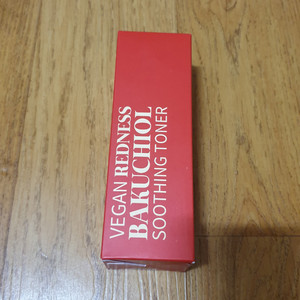 VEGAN REDNESS
BAKUCHIOL
SOOTHING TONER